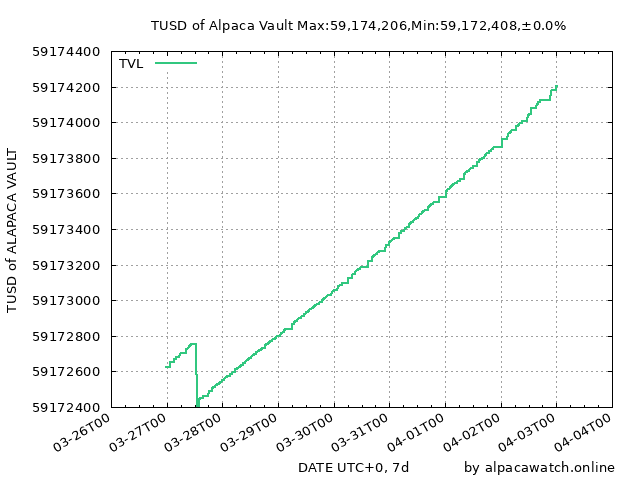 TUSD of Alpaca Vault Max:59,174,206,Min:59,172,408,±0.0%
TVL
59174400
59174200
59174000
59173800
59173600
59173400
59173200
59173000
59172800
59172600
59172400
TUSD of ALAPACA VAULT
03-26T00
03-27T00
03-28T00
03-29T00
03-30T00
03-31T00
04-01T00
04-02T00
04-03T00
04-04T00
DATE UTC+0, 7d
by alpacawatch.online